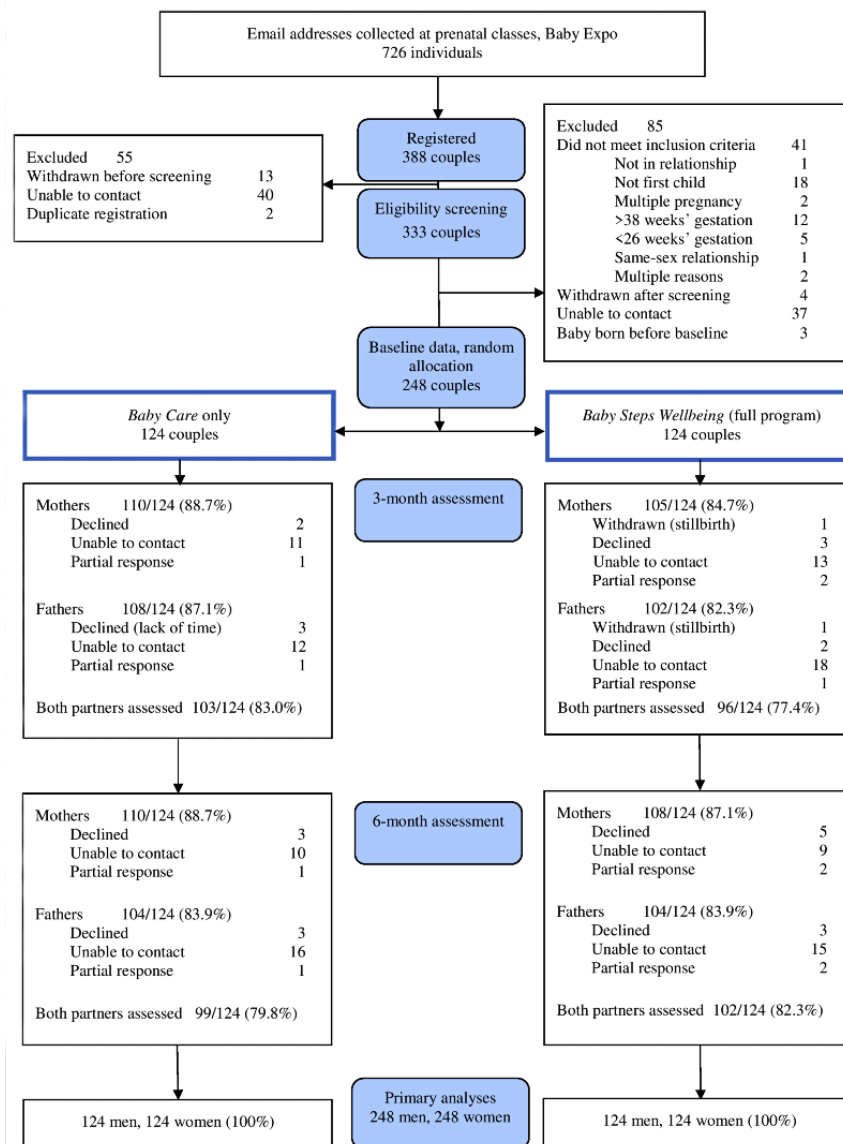 Email addresses collected at prenatal classes, Baby Expo
726 individuals
Registered
388 couples
Excluded 55
Withdrawn before screening 13
Unable to contact 40
Duplicate registration 2
Eligibility screening
333 couples
Excluded 85
Did not meet inclusion criteria 41
Not in relationship 1
Not first child 18
Multiple pregnancy 2
>38 weeks’ gestation 12
<26 weeks’ gestation 5
Same-sex relationship 1
Multiple reasons 2
Withdrawn after screening 4
Unable to contact 37
Baby born before baseline 3
Baseline data, random
allocation
248 couples
Baby Care only
124 couples
Baby Steps Wellbeing (full program)
124 couples
3-month assessment
Mothers 110/124 (88.7%)
Declined 2
Unable to contact 11
Partial response 1
Fathers 108/124 (87.1%)
Declined (lack of time) 3
Unable to contact 12
Partial response 1
Both partners assessed 103/124 (83.0%)
Mothers 105/124 (84.7%)
Withdrawn (stillbirth) 1
Declined 3
Unable to contact 13
Partial response 2
Fathers 102/124 (82.3%)
Withdrawn (stillbirth) 1
Declined 2
Unable to contact 18
Partial response 1
Both partners assessed 96/124 (77.4%)
6-month assessment
Mothers 110/124 (88.7%)
Declined 3
Unable to contact 10
Partial response 1
Fathers 104/124 (83.9%)
Declined 3
Unable to contact 16
Partial response 1
Both partners assessed 99/124 (79.8%)
Mothers 108/124 (87.1%)
Declined 5
Unable to contact 9
Partial response 2
Fathers 104/124 (83.9%)
Declined 3
Unable to contact 15
Partial response 2
Both partners assessed 102/124 (82.3%)
124 men, 124 women (100%)
Primary analyses
248 men, 248 women
124 men, 124 women (100%)